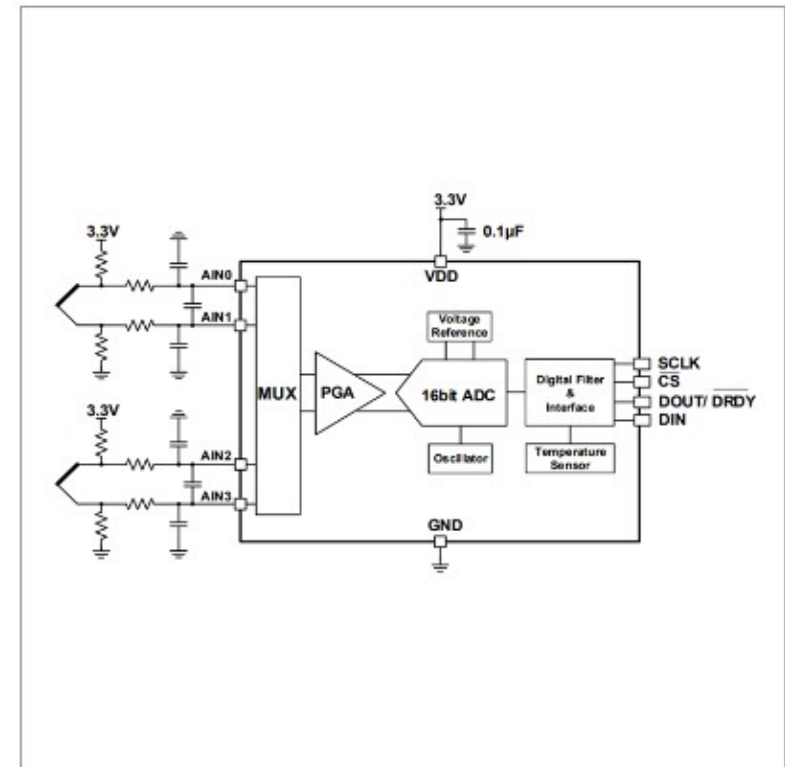 3.3V
0.1µF
VDD
3.3V
AIN0
AIN1
MUX
PGA
Voltage
Reference
16bit ADC
Oscillator
Digital Filter
&
Interface
Temperature
Sensor
SCLK
CS
DOUT/ DRDY
DIN
3.3V
AIN2
AIN3
GND